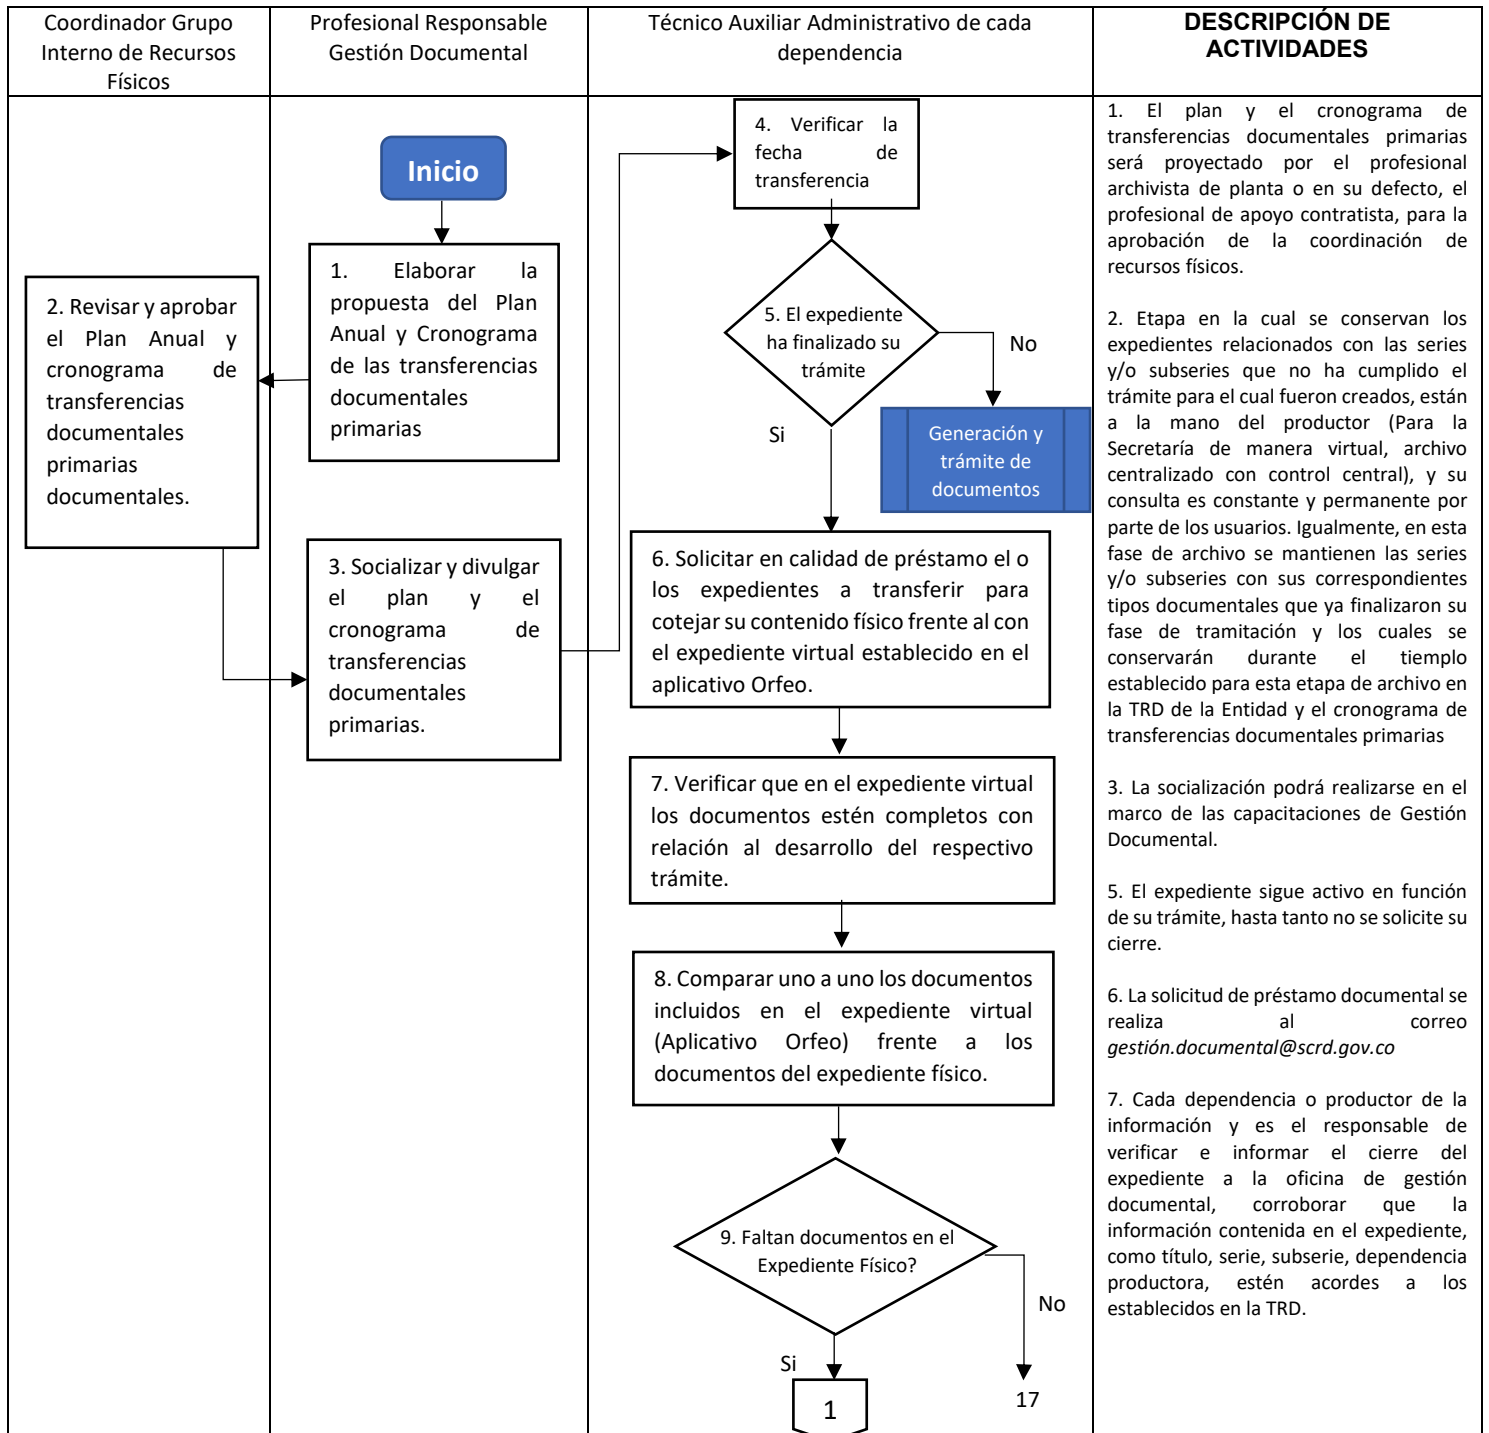 Coordinador Grupo
Interno de Recursos
Físicos
Profesional Responsable
Gestión Documental
Técnico Auxiliar Administrativo de cada
dependencia
DESCRIPCIÓN DE
ACTIVIDADES
Inicio
1. Elaborar la
propuesta del Plan
Anual y Cronograma
de las transferencias
documentales
primarias
2. Revisar y aprobar
el Plan Anual y
cronograma de
transferencias
documentales
primarias
documentales.
3. Socializar y divulgar
el plan y el
cronograma de
transferencias
documentales
primarias.
4. Verificar la
fecha de
transferencia
5. El expediente
ha finalizado su
trámite
No
Si
Generación y
trámite de
documentos
6. Solicitar en calidad de préstamo el o
los expedientes a transferir para
cotejar su contenido físico frente al con
el expediente virtual establecido en el
aplicativo Orfeo.
7. Verificar que en el expediente virtual
los documentos estén completos con
relación al desarrollo del respectivo
trámite.
8. Comparar uno a uno los documentos
incluidos en el expediente virtual
(Aplicativo Orfeo) frente a los
documentos del expediente físico.
9. Faltan documentos en el
Expediente Físico?
No
Si
1
17
1. El plan y el cronograma de
transferencias documentales primarias
será proyectado por el profesional
archivista de planta o en su defecto, el
profesional de apoyo contratista, para la
aprobación de la coordinación de
recursos físicos.
2. Etapa en la cual se conservan los
expedientes relacionados con las series
y/o subseries que no ha cumplido el
trámite para el cual fueron creados, están
a la mano del productor (Para la
Secretaría de manera virtual, archivo
centralizado con control central), y su
consulta es constante y permanente por
parte de los usuarios. Igualmente, en esta
fase de archivo se mantienen las series
y/o subseries con sus correspondientes
tipos documentales que ya finalizaron su
fase de tramitación y los cuales se
conservarán durante el tiemplo
establecido para esta etapa de archivo en
la TRD de la Entidad y el cronograma de
transferencias documentales primarias
3. La socialización podrá realizarse en el
marco de las capacitaciones de Gestión
Documental.
5. El expediente sigue activo en función
de su trámite, hasta tanto no se solicite su
cierre.
6. La solicitud de préstamo documental se
realiza al correo
gestión.documental@scrd.gov.co
7. Cada dependencia o productor de la
información y es el responsable de
verificar e informar el cierre del
expediente a la oficina de gestión
documental, corroborar que la
información contenida en el expediente,
como título, serie, subserie, dependencia
productora, estén acordes a los
establecidos en la TRD.